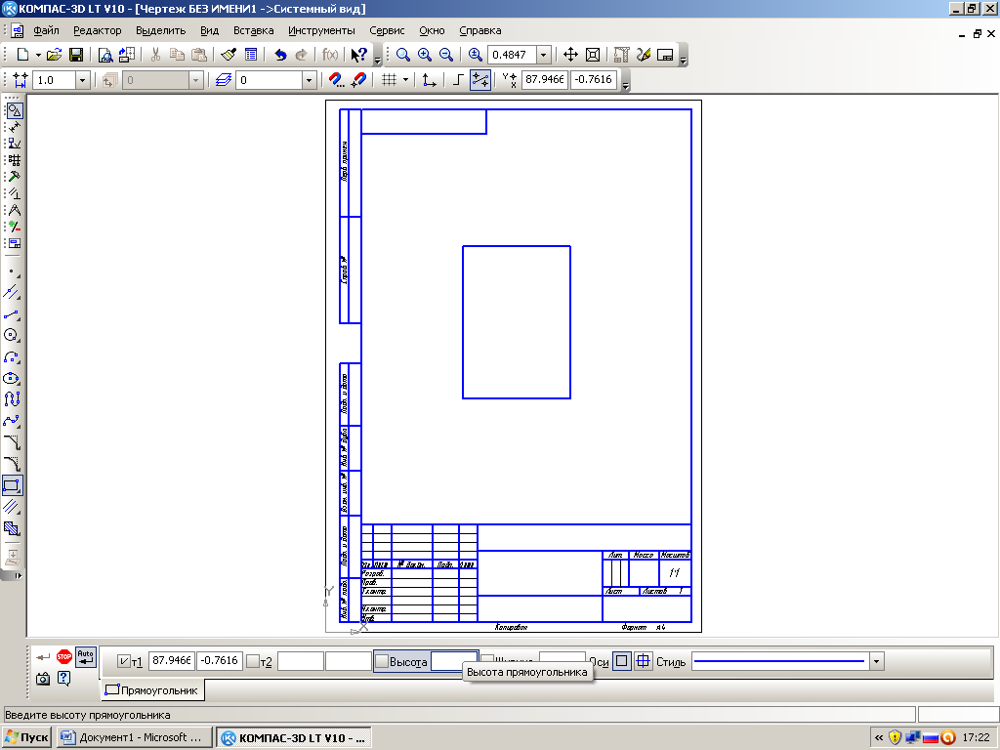 КОМПАС-3D LT V10 - [Чертеж БЕЗ ИМЕНИ1 ->Системный вид]
Файл Редактор Выделить Вид Вставка Инструменты Сервис Окно Справка
f(x) 0.4847
1.0 0 0 87.9466 -0.7616
Перв. примен.
Справ. №
Подп. и дата
Инв. № дубл.
Взам. инв. №
Подп. и дата
Инв. № подл.
Лит. Масса Масштаб
Изм. Лист № докум. Подп. Дата
1:1
Разраб.
Пров.
Т.контр.
Лист Листов 1
Н.контр.
Утв.
Копировал Формат A4
Y
X
STOP Auto т1 87.9466 -0.7616 т2 Высота Ширина Оси Стиль
Высота прямоугольника
Прямоугольник
Введите высоту прямоугольника
Пуск Документ1 - Microsoft ... КОМПАС-3D LT V10 - ... « 17:22